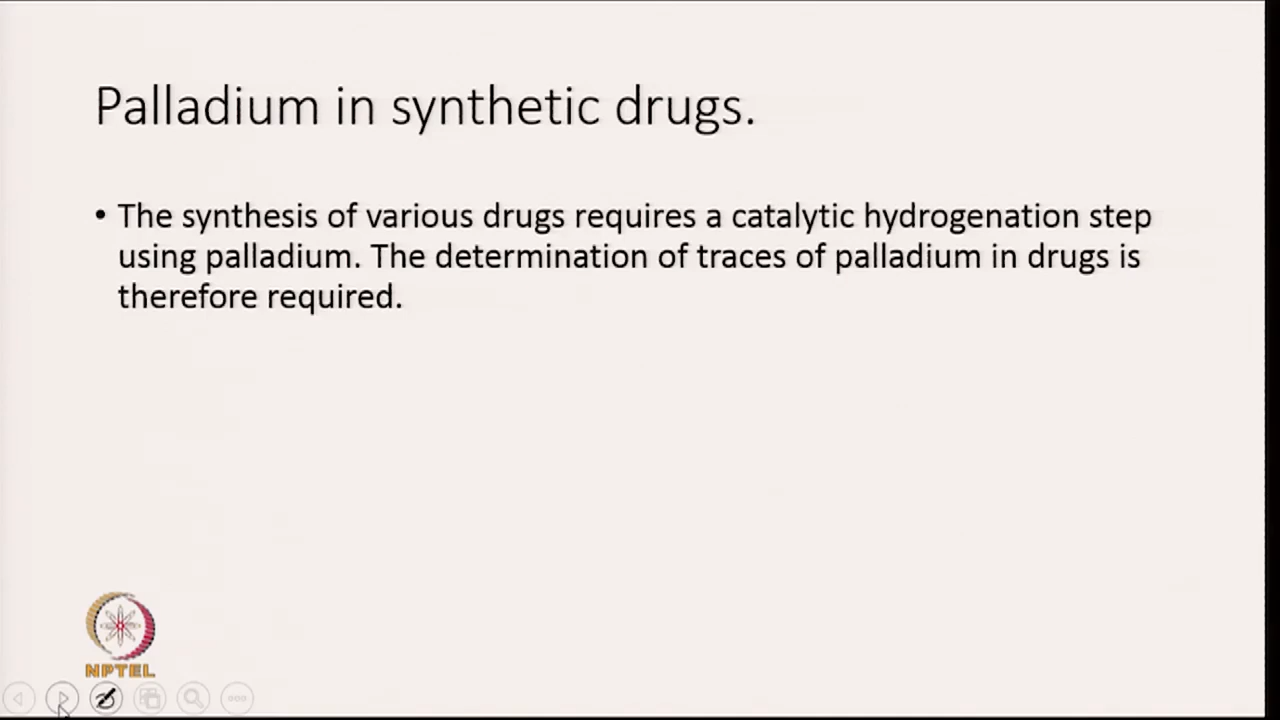 Palladium in synthetic drugs.
• The synthesis of various drugs requires a catalytic hydrogenation step
using palladium. The determination of traces of palladium in drugs is
therefore required.
NPTEL